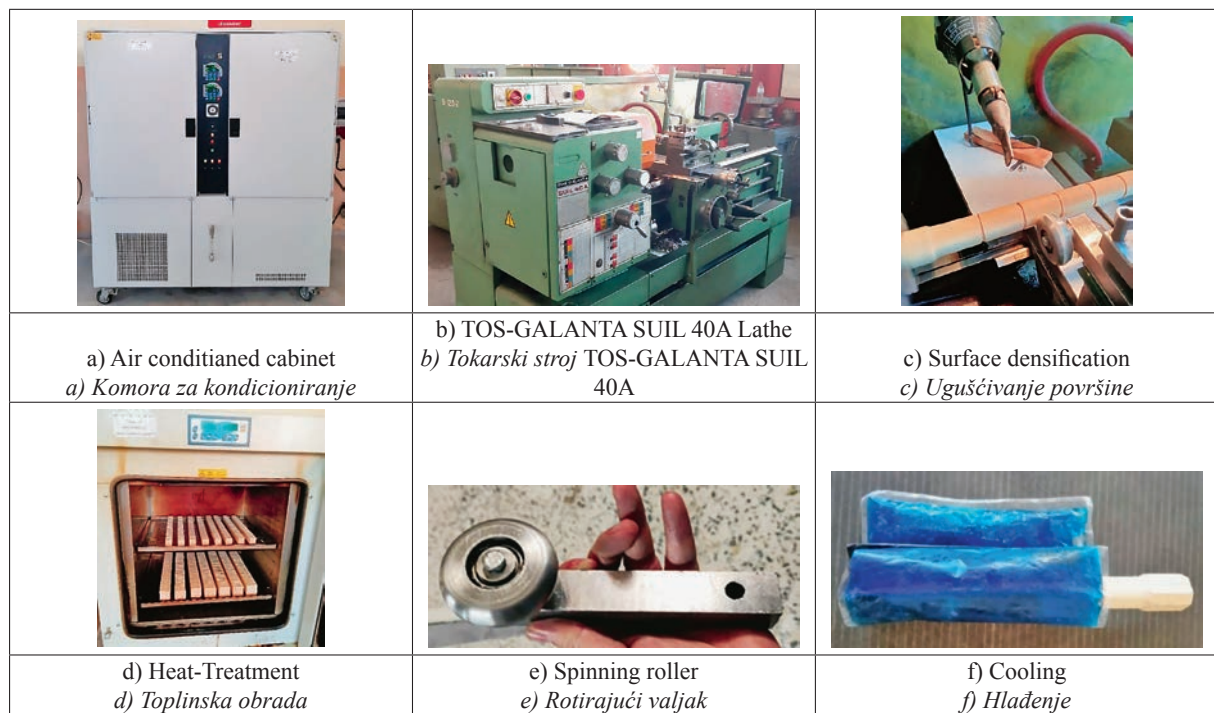 a) Air conditianed cabinet
a) Komora za kondicioniranje
b) TOS-GALANTA SUIL 40A Lathe
b) Tokarski stroj TOS-GALANTA SUIL
40A
c) Surface densification
c) Ugušćivanje površine
d) Heat-Treatment
d) Toplinska obrada
e) Spinning roller
e) Rotirajući valjak
f) Cooling
f) Hlađenje